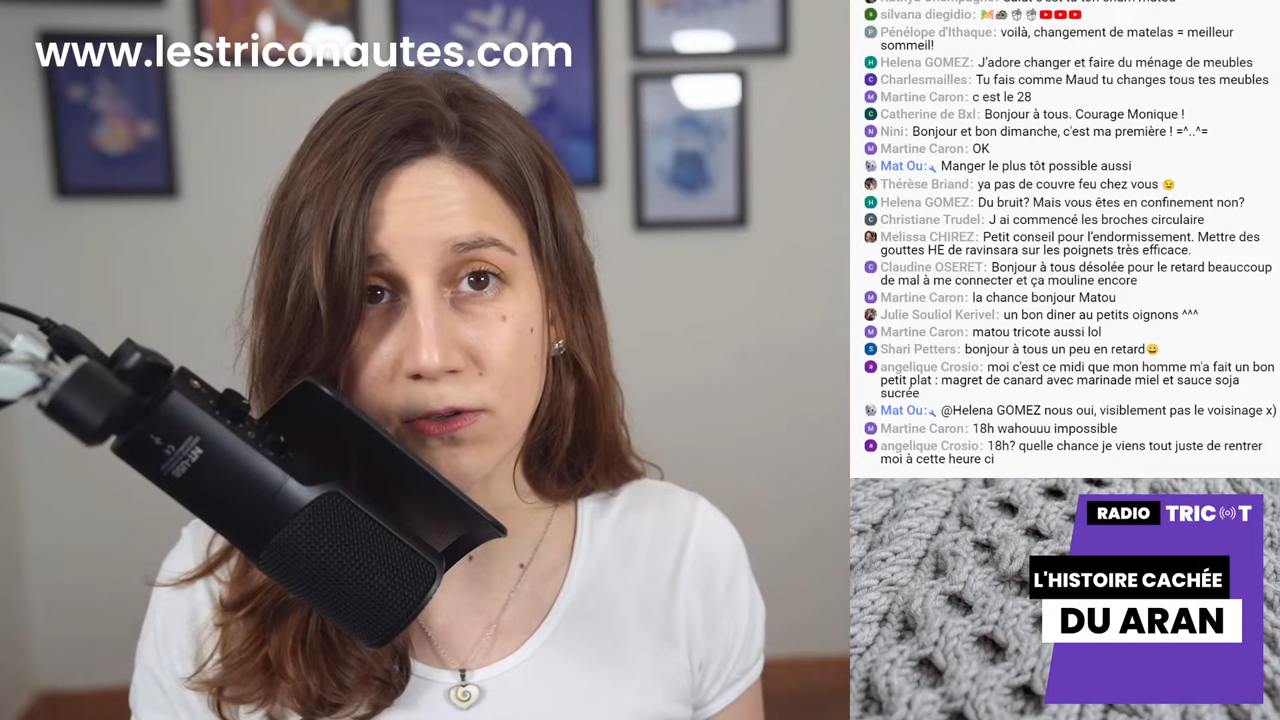 www.lestriconautes.com
silvana diegidio:
Pénélope d'Ithaque: voilà, changement de matelas = meilleur
sommeil!
Helena GOMEZ: J'adore changer et faire du ménage de meubles
Charlesmailles: Tu fais comme Maud tu changes tous tes meubles
Martine Caron: c est le 28
Catherine de Bxl: Bonjour à tous. Courage Monique !
Nini: Bonjour et bon dimanche, c'est ma première ! =^..^=
Martine Caron: OK
Mat Ou: Manger le plus tôt possible aussi
Thérèse Briand: ya pas de couvre feu chez vous 😉
Helena GOMEZ: Du bruit? Mais vous êtes en confinement non?
Christiane Trudel: J ai commencé les broches circulaire
Melissa CHIREZ: Petit conseil pour l'endormissement. Mettre des
gouttes HE de ravinsara sur les poignets très efficace.
Claudine OSERET: Bonjour à tous désolée pour le retard beaucoup
de mal à me connecter et ça mouline encore
Martine Caron: la chance bonjour Matou
Julie Souliol Kerivel: un bon diner au petits oignons ^^^
Martine Caron: matou tricote aussi lol
Shari Petters: bonjour à tous un peu en retard😀
angelique Crosio: moi c'est ce midi que mon homme m'a fait un bon
petit plat : magret de canard avec marinade miel et sauce soja
sucrée
Mat Ou: @Helena GOMEZ nous oui, visiblement pas le voisinage x)
Martine Caron: 18h wahouuu impossible
angelique Crosio: 18h? quelle chance je viens tout juste de rentrer
moi à cette heure ci
RADIO TRICOT
L'HISTOIRE CACHÉE
DU ARAN